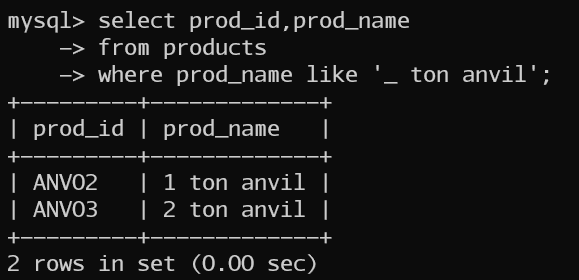 mysql> select prod_id,prod_name
    -> from products
    -> where prod_name like '_ ton anvil';
+---------+-------------+
| prod_id | prod_name   |
+---------+-------------+
| ANV02   | 1 ton anvil |
| ANV03   | 2 ton anvil |
+---------+-------------+
2 rows in set (0.00 sec)